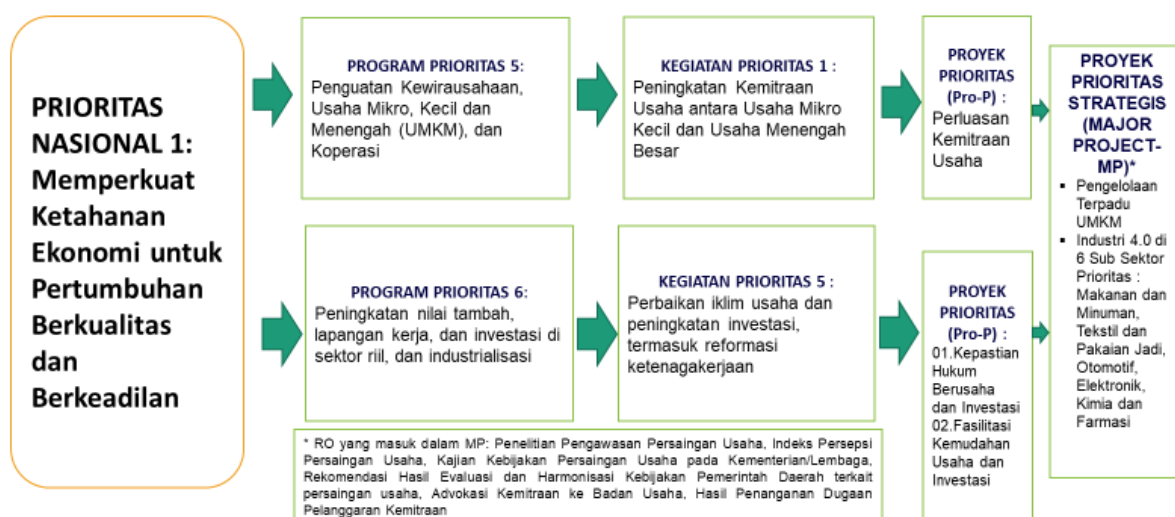 PRIORITAS
NASIONAL 1:
Memperkuat
Ketahanan
Ekonomi untuk
Pertumbuhan
Berkualitas
dan
Berkeadilan
PROGRAM PRIORITAS 5:
Penguatan Kewirausahaan,
Usaha Mikro, Kecil dan
Menengah (UMKM), dan
Koperasi
KEGIATAN PRIORITAS 1 :
Peningkatan Kemitraan
Usaha antara Usaha Mikro
Kecil dan Usaha Menengah
Besar
PROYEK
PRIORITAS
(Pro-P) :
Perluasan
Kemitraan
Usaha
PROGRAM PRIORITAS 6:
Peningkatan nilai tambah,
lapangan kerja, dan investasi di
sektor riil, dan industrialisasi
KEGIATAN PRIORITAS 5 :
Perbaikan iklim usaha dan
peningkatan investasi,
termasuk reformasi
ketenagakerjaan
PROYEK
PRIORITAS
(Pro-P) :
01.Kepastian
Hukum
Berusaha
dan Investasi
02.Fasilitasi
Kemudahan
Usaha dan
Investasi
PROYEK
PRIORITAS
STRATEGIS
(MAJOR
PROJECT-
MP)*
▪ Pengelolaan
Terpadu
UMKM
▪ Industri 4.0 di
6 Sub Sektor
Prioritas :
Makanan dan
Minuman,
Tekstil dan
Pakaian Jadi,
Otomotif,
Elektronik,
Kimia dan
Farmasi
* RO yang masuk dalam MP: Penelitian Pengawasan Persaingan Usaha, Indeks Persepsi
Persaingan Usaha, Kajian Kebijakan Persaingan Usaha pada Kementerian/Lembaga,
Rekomendasi Hasil Evaluasi dan Harmonisasi Kebijakan Pemerintah Daerah terkait
persaingan usaha, Advokasi Kemitraan ke Badan Usaha, Hasil Penanganan Dugaan
Pelanggaran Kemitraan